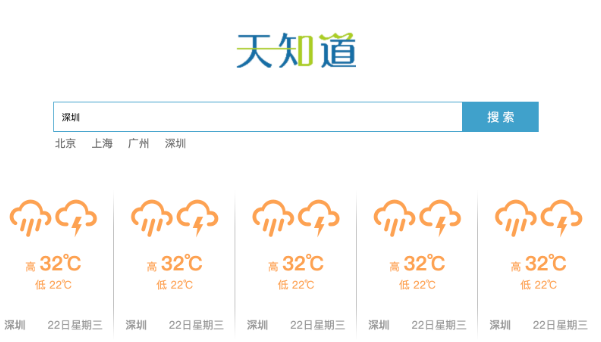 天知道
深圳 搜索
北京 上海 广州 深圳
高 32℃ 高 32℃ 高 32℃ 高 32℃ 高 32℃
低 22℃ 低 22℃ 低 22℃ 低 22℃ 低 22℃
深圳 22日星期三 深圳 22日星期三 深圳 22日星期三 深圳 22日星期三 深圳 22日星期三